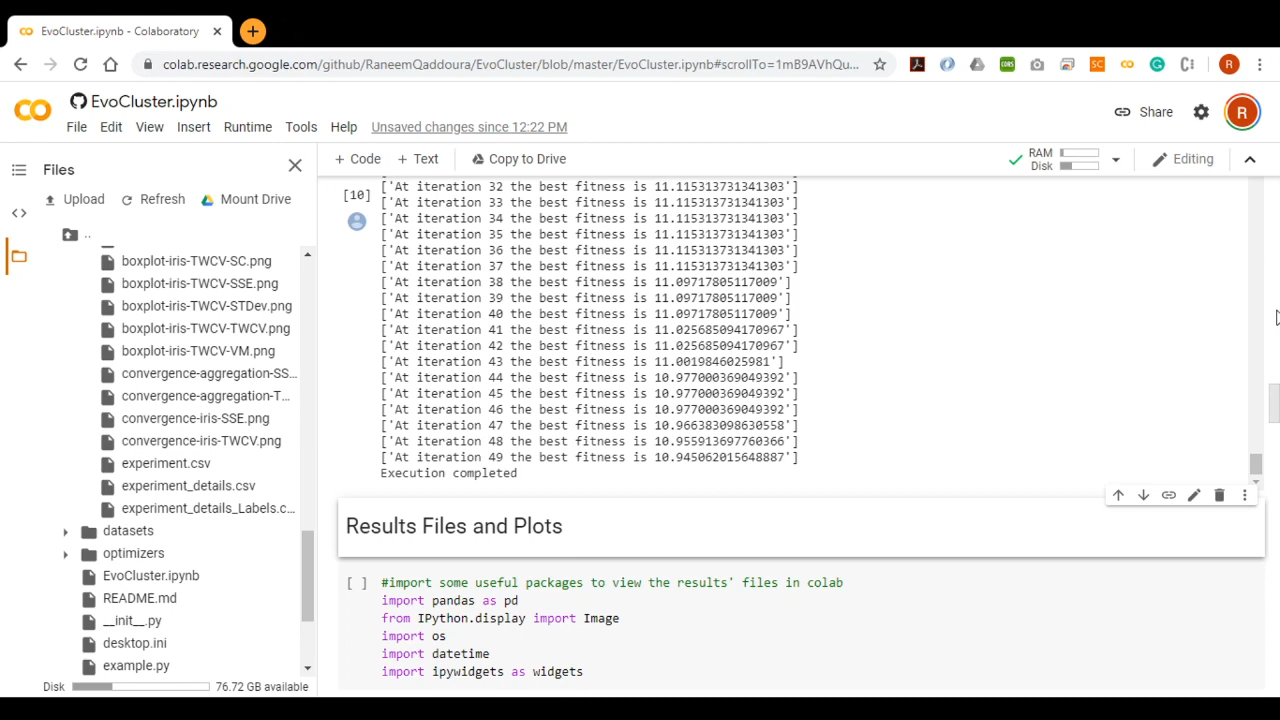 EvoCluster.ipynb - Colaboratory
colab.research.google.com/github/RaneemQaddoura/EvoCluster/blob/master/EvoCluster.ipynb#scrollTo=1mB9AVhQu...
SC
CORS
R
EvoCluster.ipynb
File Edit View Insert Runtime Tools Help Unsaved changes since 12:22 PM
Share
R
Files
+ Code + Text Copy to Drive
RAM
Disk
Editing
Upload Refresh Mount Drive
..
boxplot-iris-TWCV-SC.png
boxplot-iris-TWCV-SSE.png
boxplot-iris-TWCV-STDev.png
boxplot-iris-TWCV-TWCV.png
boxplot-iris-TWCV-VM.png
convergence-aggregation-SS...
convergence-aggregation-T...
convergence-iris-SSE.png
convergence-iris-TWCV.png
experiment.csv
experiment_details.csv
experiment_details_Labels.c...
datasets
optimizers
EvoCluster.ipynb
README.md
__init__.py
desktop.ini
example.py
Disk 76.72 GB available
[10]
['At iteration 32 the best fitness is 11.115313731341303']
['At iteration 33 the best fitness is 11.115313731341303']
['At iteration 34 the best fitness is 11.115313731341303']
['At iteration 35 the best fitness is 11.115313731341303']
['At iteration 36 the best fitness is 11.115313731341303']
['At iteration 37 the best fitness is 11.115313731341303']
['At iteration 38 the best fitness is 11.09717805117009']
['At iteration 39 the best fitness is 11.09717805117009']
['At iteration 40 the best fitness is 11.09717805117009']
['At iteration 41 the best fitness is 11.025685094170967']
['At iteration 42 the best fitness is 11.025685094170967']
['At iteration 43 the best fitness is 11.0019846025981']
['At iteration 44 the best fitness is 10.977000369049392']
['At iteration 45 the best fitness is 10.977000369049392']
['At iteration 46 the best fitness is 10.977000369049392']
['At iteration 47 the best fitness is 10.966383098630558']
['At iteration 48 the best fitness is 10.955913697760366']
['At iteration 49 the best fitness is 10.945062015648887']
Execution completed
Results Files and Plots
[ ] #import some useful packages to view the results' files in colab
import pandas as pd
from IPython.display import Image
import os
import datetime
import ipywidgets as widgets